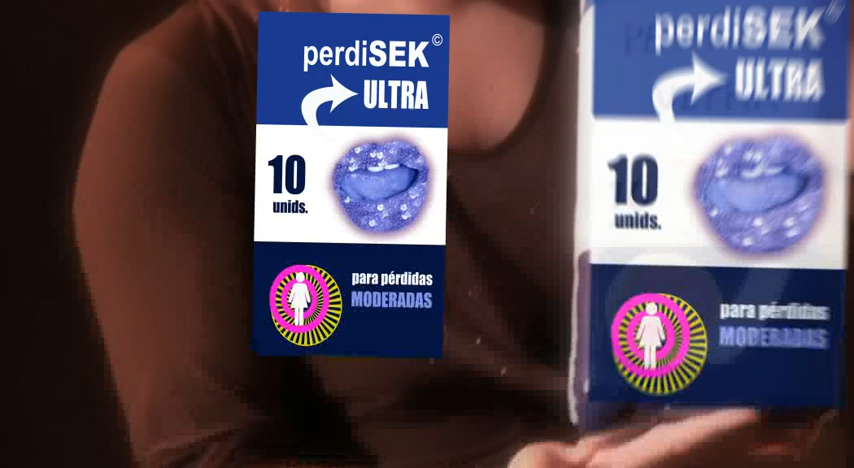 perdiSEK©
ULTRA
10
unids.
para pérdidas
MODERADAS
perdiSEK
ULTRA
10
unids.
para pérdidas
MODERADAS